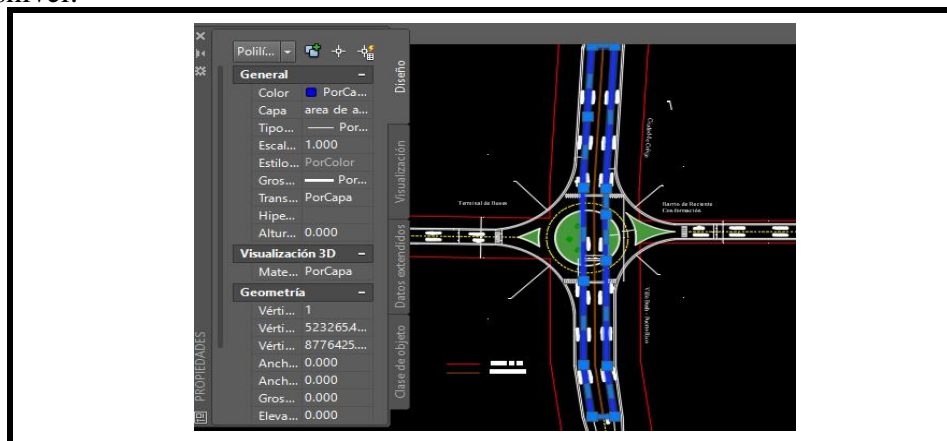 Polilí...
General
Color PorCa...
Capa area de a...
Tipo... Por...
Escal... 1.000
Estilo... PorColor
Gros... Por...
Trans... PorCapa
Hipe...
Altur... 0.000
Visualización 3D
Mate... PorCapa
Geometría
Vérti... 1
Vérti... 523265.4...
Vérti... 8776425....
Anch... 0.000
Anch... 0.000
Gros... 0.000
Eleva... 0.000
PROPIEDADES
Diseño
Visualización
Datos extendidos
Clase de objeto
Terminal de Buses
Barrio de Reciente
Con formación.